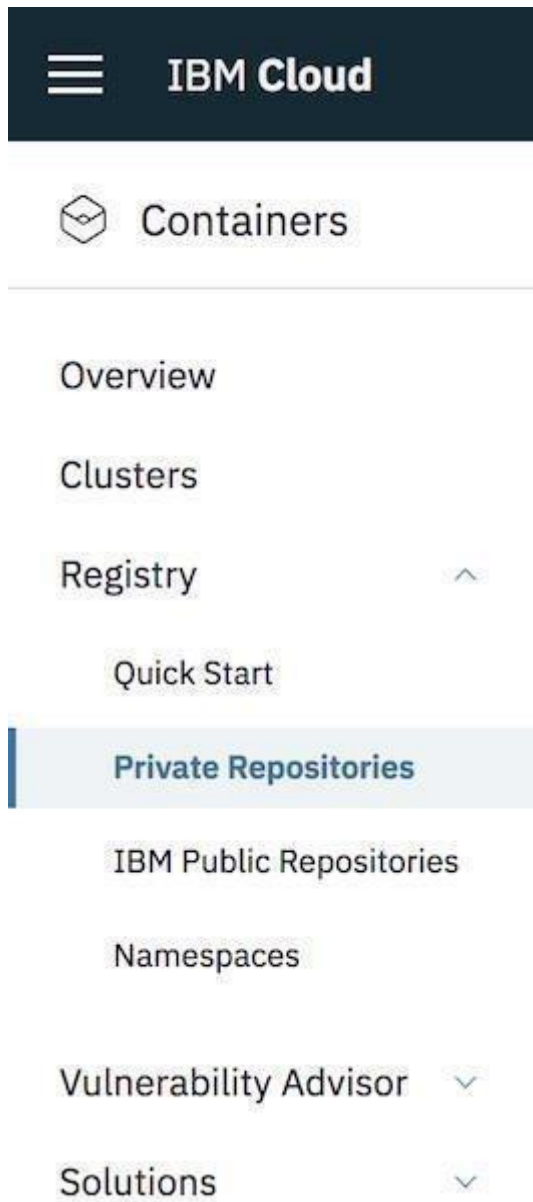 IBM Cloud
Containers
Overview
Clusters
Registry
Quick Start
Private Repositories
IBM Public Repositories
Namespaces
Vulnerability Advisor
Solutions